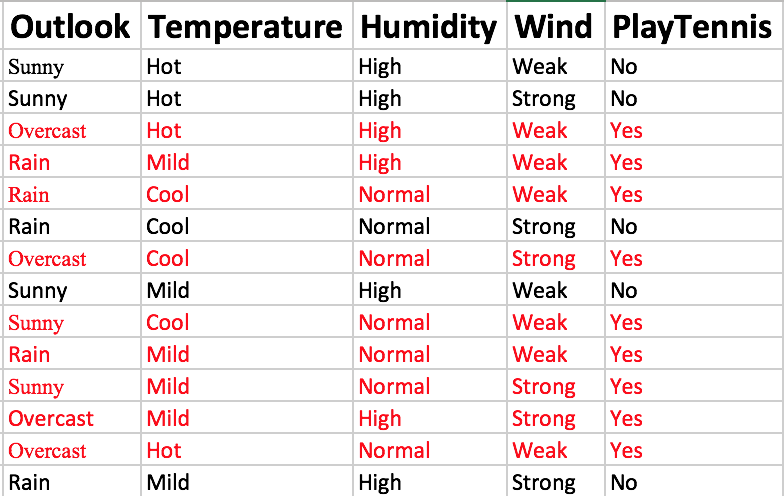 Outlook Temperature Humidity Wind PlayTennis
Sunny Hot High Weak No
Sunny Hot High Strong No
Overcast Hot High Weak Yes
Rain Mild High Weak Yes
Rain Cool Normal Weak Yes
Rain Cool Normal Strong No
Overcast Cool Normal Strong Yes
Sunny Mild High Weak No
Sunny Cool Normal Weak Yes
Rain Mild Normal Weak Yes
Sunny Mild Normal Strong Yes
Overcast Mild High Strong Yes
Overcast Hot Normal Weak Yes
Rain Mild High Strong No